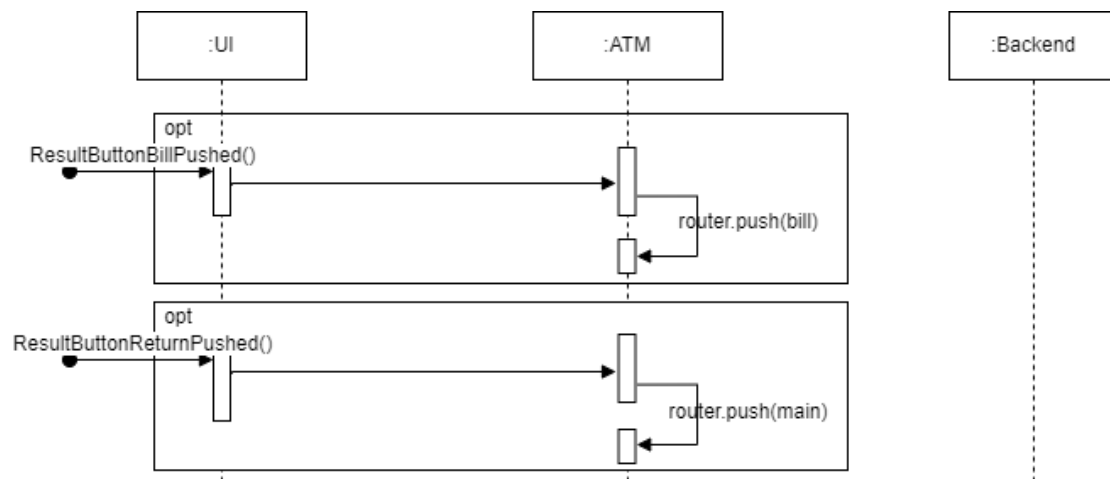 :UI
:ATM
:Backend
opt
ResultButtonBillPushed()
router.push(bill)
opt
ResultButtonReturnPushed()
router.push(main)